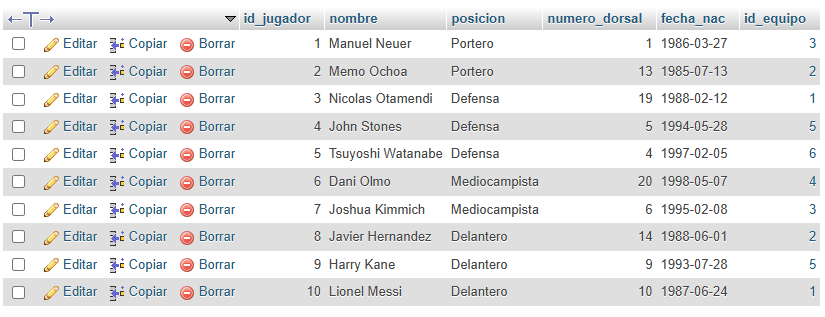 id_jugador nombre posicion numero_dorsal fecha_nac id_equipo
Editar Copiar Borrar 1 Manuel Neuer Portero 1 1986-03-27 3
Editar Copiar Borrar 2 Memo Ochoa Portero 13 1985-07-13 2
Editar Copiar Borrar 3 Nicolas Otamendi Defensa 19 1988-02-12 1
Editar Copiar Borrar 4 John Stones Defensa 5 1994-05-28 5
Editar Copiar Borrar 5 Tsuyoshi Watanabe Defensa 4 1997-02-05 6
Editar Copiar Borrar 6 Dani Olmo Mediocampista 20 1998-05-07 4
Editar Copiar Borrar 7 Joshua Kimmich Mediocampista 6 1995-02-08 3
Editar Copiar Borrar 8 Javier Hernandez Delantero 14 1988-06-01 2
Editar Copiar Borrar 9 Harry Kane Delantero 9 1993-07-28 5
Editar Copiar Borrar 10 Lionel Messi Delantero 10 1987-06-24 1